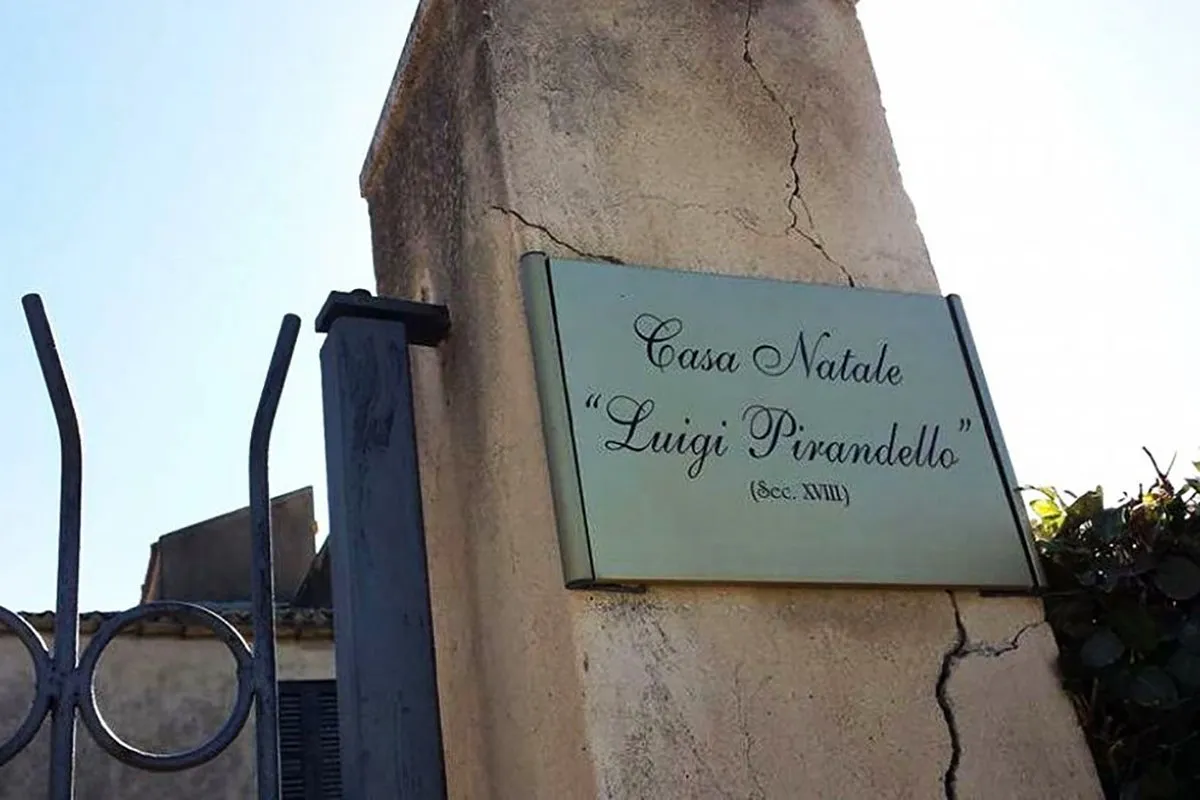 Casa Natale
“Luigi Pirandello”
(Sec. XVIII)